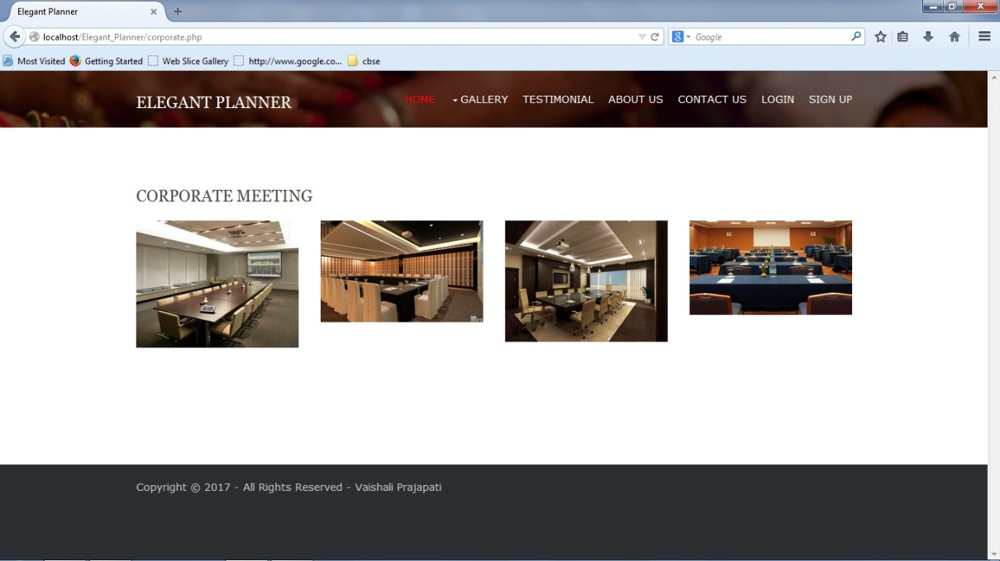 Elegant Planner
localhost/Elegant_Planner/corporate.php
Google
Most Visited Getting Started Web Slice Gallery http://www.google.co... cbse
ELEGANT PLANNER
HOME GALLERY TESTIMONIAL ABOUT US CONTACT US LOGIN SIGN UP
CORPORATE MEETING
Copyright © 2017 - All Rights Reserved - Vaishali Prajapati